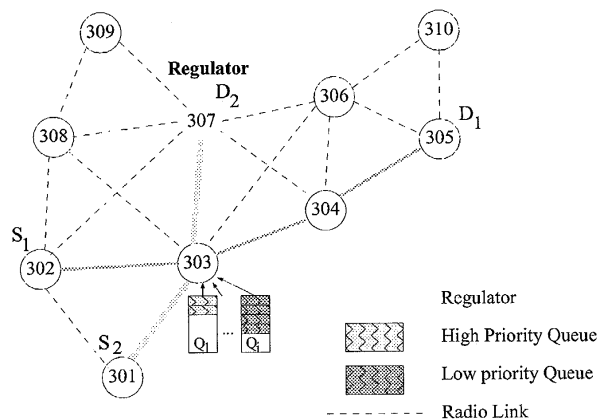 309
310
Regulator
D2
306
307
D1
308
305
304
S1
302
303
S2
301
Q1 ... Qi
Regulator
High Priority Queue
Low priority Queue
Radio Link